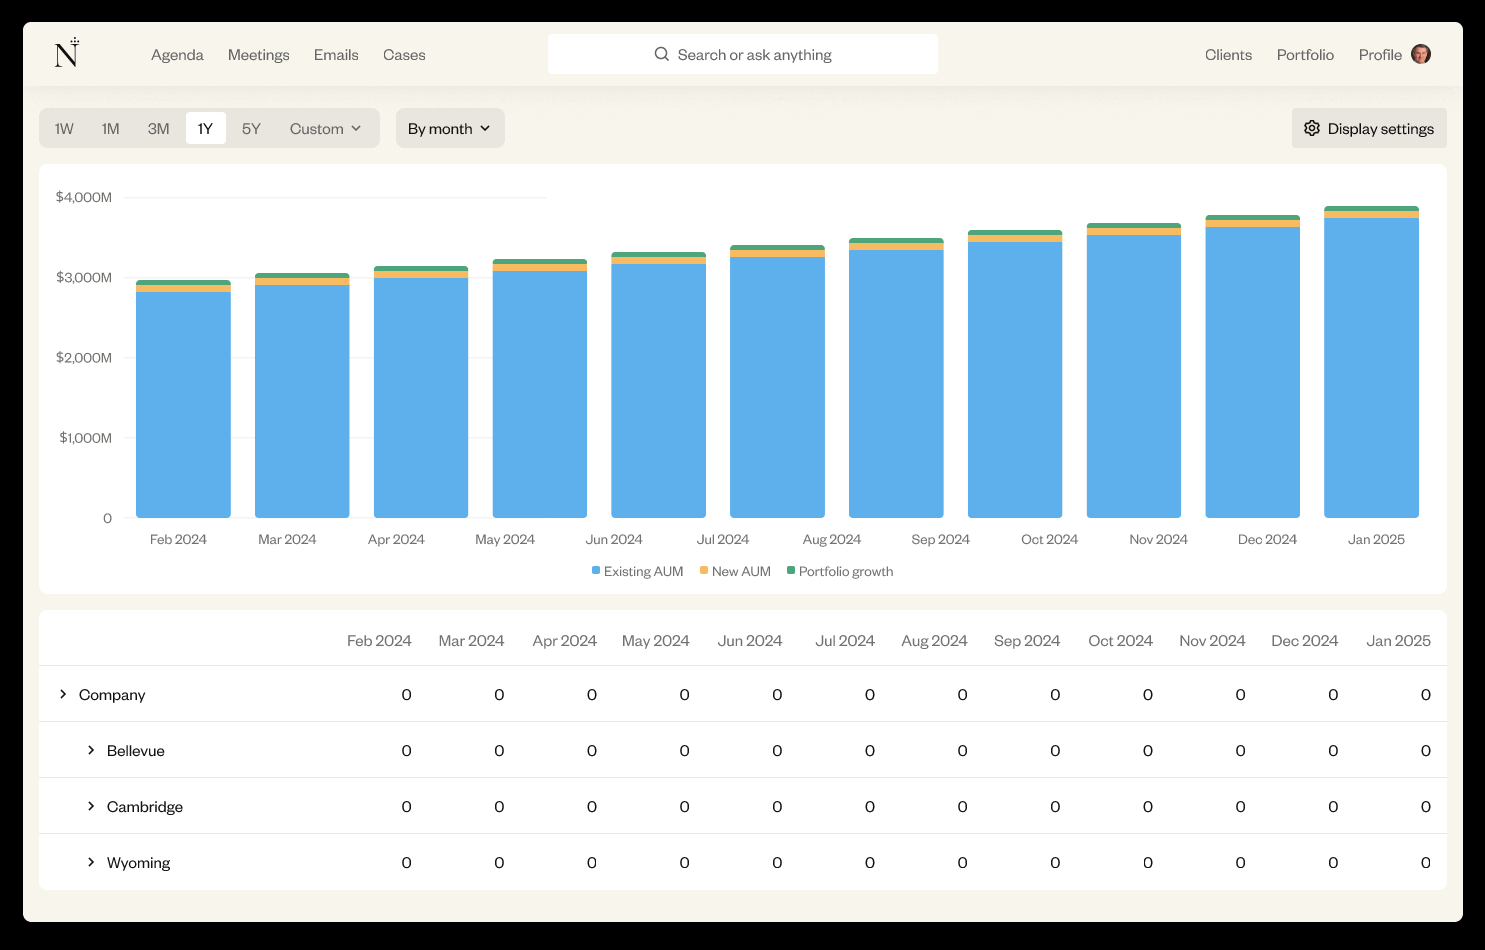 N
Agenda Meetings Emails Cases Search or ask anything Clients Portfolio Profile
1W 1M 3M 1Y 5Y Custom By month Display settings
$4,000M
$3,000M
$2,000M
$1,000M
0
Feb 2024 Mar 2024 Apr 2024 May 2024 Jun 2024 Jul 2024 Aug 2024 Sep 2024 Oct 2024 Nov 2024 Dec 2024 Jan 2025
Existing AUM New AUM Portfolio growth
Feb 2024 Mar 2024 Apr 2024 May 2024 Jun 2024 Jul 2024 Aug 2024 Sep 2024 Oct 2024 Nov 2024 Dec 2024 Jan 2025
Company 0 0 0 0 0 0 0 0 0 0 0 0
Bellevue 0 0 0 0 0 0 0 0 0 0 0 0
Cambridge 0 0 0 0 0 0 0 0 0 0 0 0
Wyoming 0 0 0 0 0 0 0 0 0 0 0 0